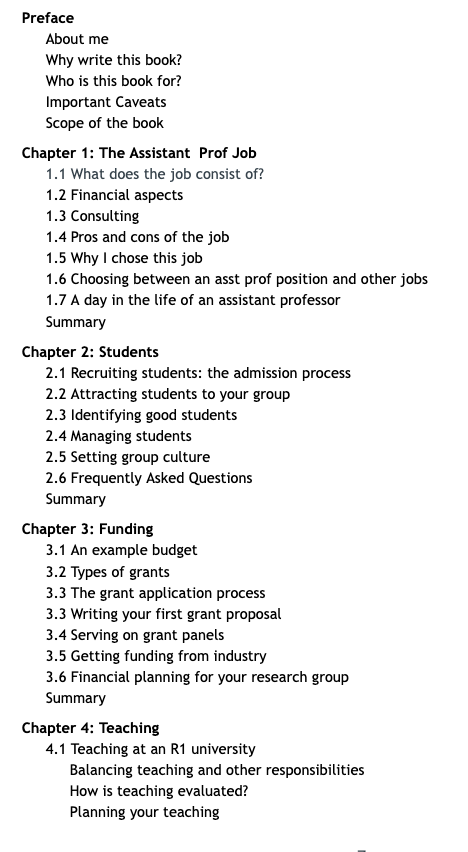 Preface
About me
Why write this book?
Who is this book for?
Important Caveats
Scope of the book
Chapter 1: The Assistant Prof Job
1.1 What does the job consist of?
1.2 Financial aspects
1.3 Consulting
1.4 Pros and cons of the job
1.5 Why I chose this job
1.6 Choosing between an asst prof position and other jobs
1.7 A day in the life of an assistant professor
Summary
Chapter 2: Students
2.1 Recruiting students: the admission process
2.2 Attracting students to your group
2.3 Identifying good students
2.4 Managing students
2.5 Setting group culture
2.6 Frequently Asked Questions
Summary
Chapter 3: Funding
3.1 An example budget
3.2 Types of grants
3.3 The grant application process
3.3 Writing your first grant proposal
3.4 Serving on grant panels
3.5 Getting funding from industry
3.6 Financial planning for your research group
Summary
Chapter 4: Teaching
4.1 Teaching at an R1 university
Balancing teaching and other responsibilities
How is teaching evaluated?
Planning your teaching